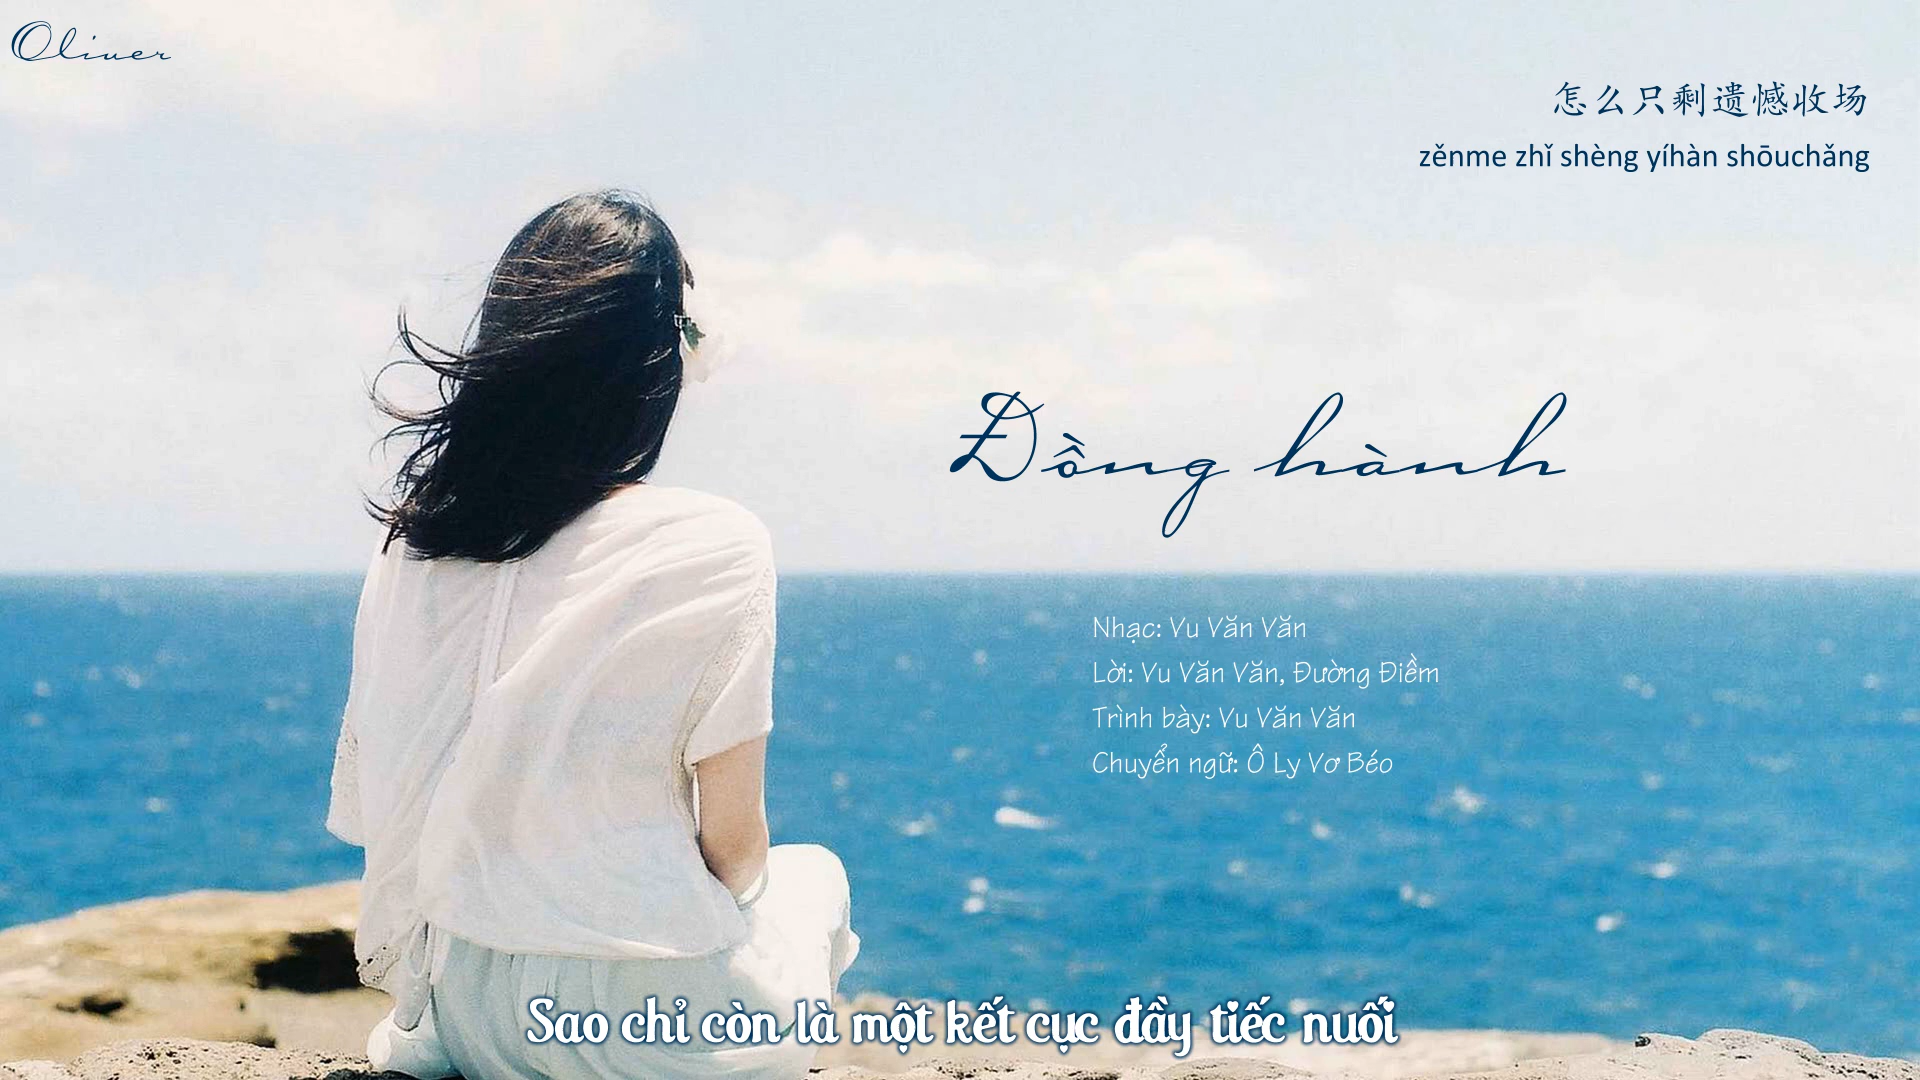 Oliver
怎么只剩遗憾收场
zěnme zhǐ shèng yíhàn shōuchǎng
Đồng hành
Nhạc: Vu Văn Văn
Lời: Vu Văn Văn, Đường Điềm
Trình bày: Vu Văn Văn
Chuyển ngữ: Ô Ly Vơ Béo
Sao chỉ còn là một kết cục đầy tiếc nuối